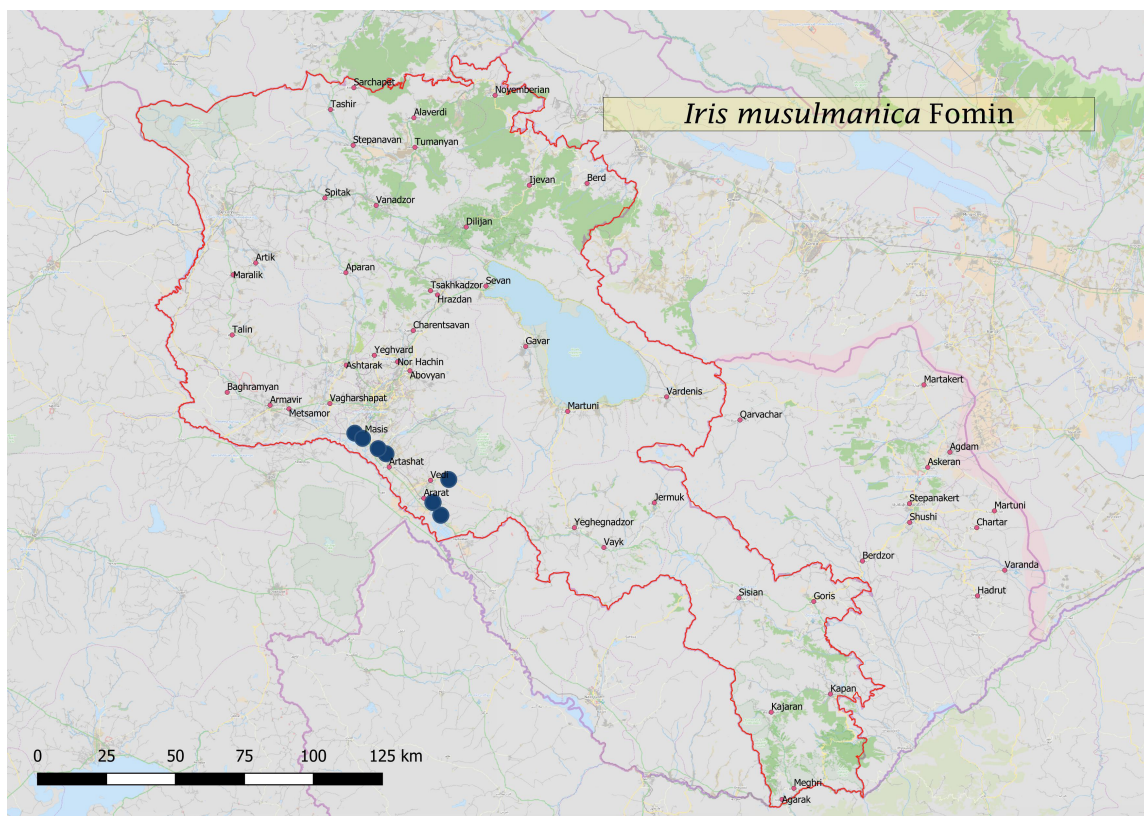 Sarchapet
Noyemberian
Tashir
Alaverdi
Iris musulmanica Fomin
Stepanavan
Tumanyan
Ijevan
Berd
Spitak
Vanadzor
Dilijan
Artik
Maralik
Aparan
Tsakhkadzor
Sevan
Hrazdan
Talin
Charentsavan
Gavar
Yeghvard
Nor Hachin
Ashtarak
Abovyan
Martakert
Baghramyan
Armavir
Metsamor
Vagharshapat
Martuni
Vardenis
Qarvachar
Masis
Agdam
Artashat
Askeran
Vedi
Ararat
Jermuk
Stepanakert
Martuni
Shushi
Chartar
Yeghegnadzor
Vayk
Berdzor
Varanda
Sisian
Goris
Hadrut
Kapan
Kajaran
0 25 50 75 100 125 km
Meghri
Agarak